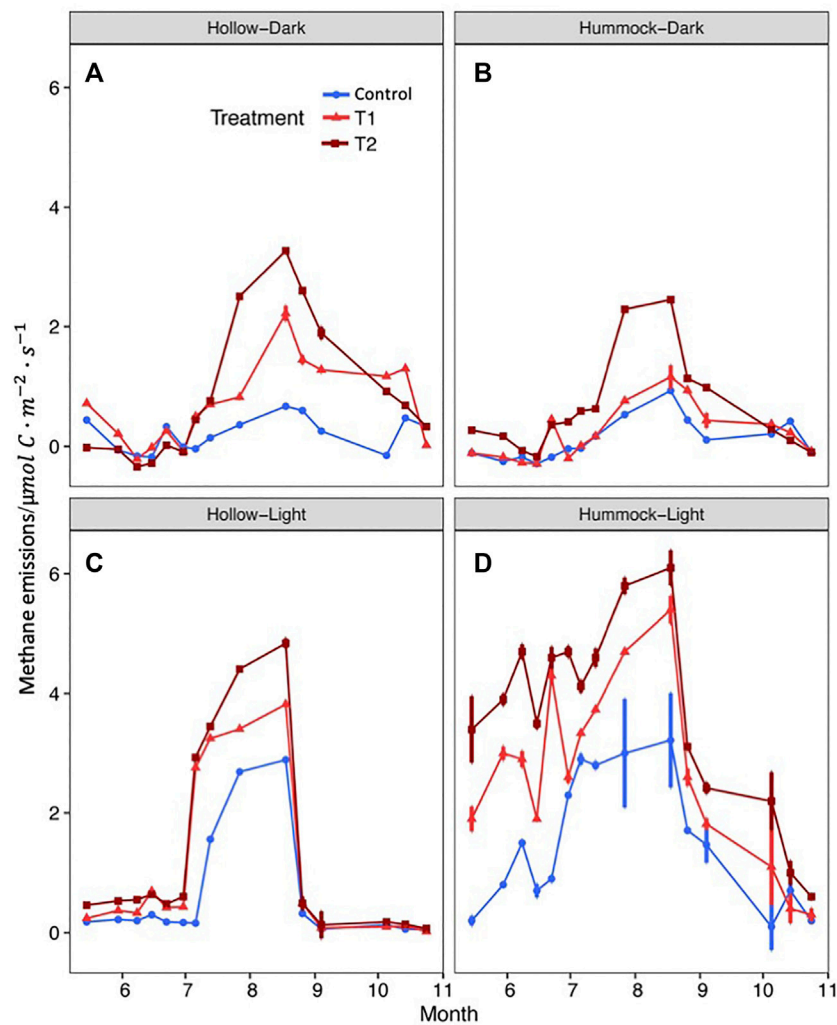 Hollow–Dark
Hummock–Dark
A
B
Treatment
Control
T1
T2
6
4
2
0
Hollow–Light
Hummock–Light
C
D
6
4
2
0
Methane emissions/μmol C · m⁻² · s⁻¹
6 7 8 9 10 11
6 7 8 9 10 11
Month